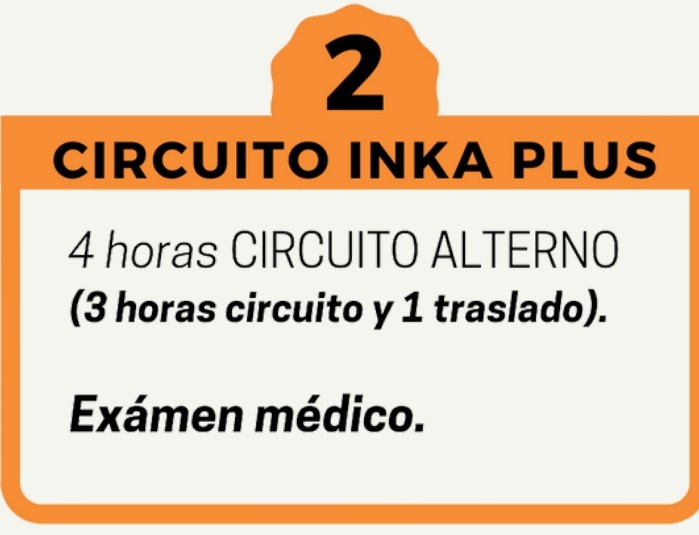 2
CIRCUITO INKA PLUS
4 horas CIRCUITO ALTERNO
(3 horas circuito y 1 traslado).
Exámen médico.